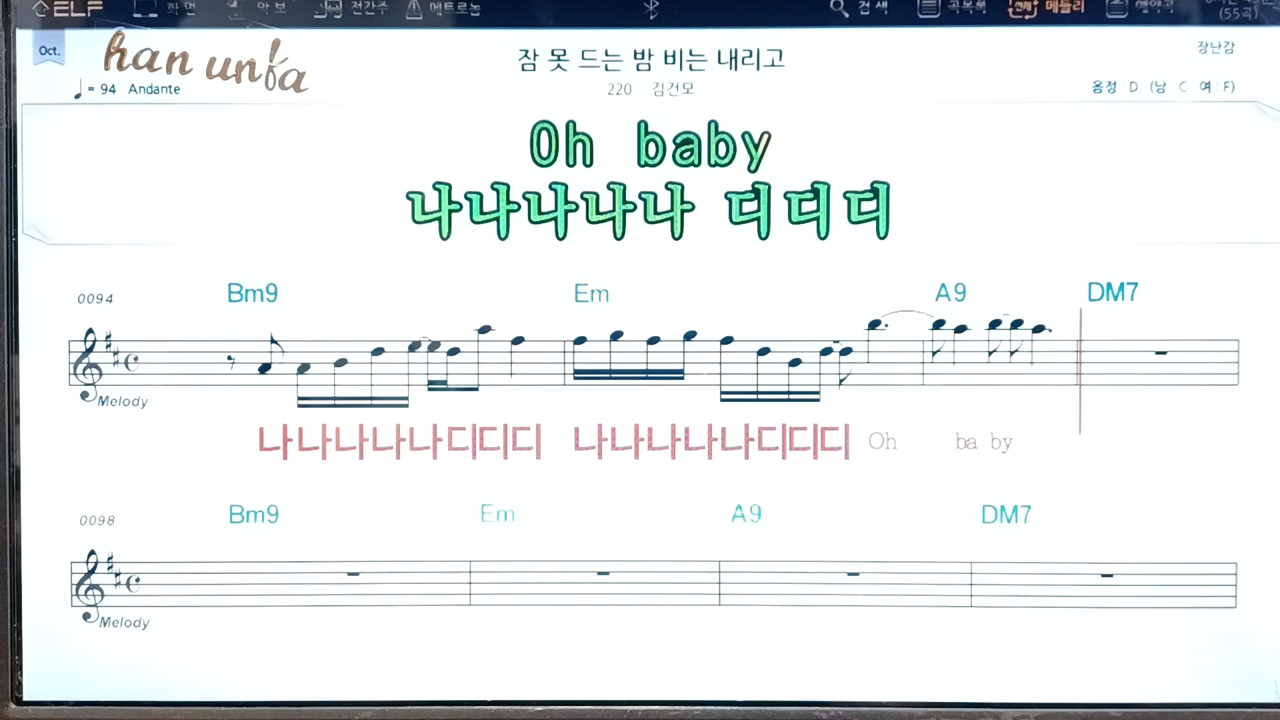 ELF 화면 악보 전간주 메트로놈 검색 곡목록 메들리 예약곡
(55곡)
Oct.
han unfa
잠 못 드는 밤 비는 내리고
장난감
= 94 Andante
220 김건모
음정 : D (남 : C 여 : F)
Oh baby
나나나나나 디디디
0094 Bm9 Em A9 DM7
Melody
나나나나나디디디 나나나나나디디디 Oh ba by
0098 Bm9 Em A9 DM7
Melody